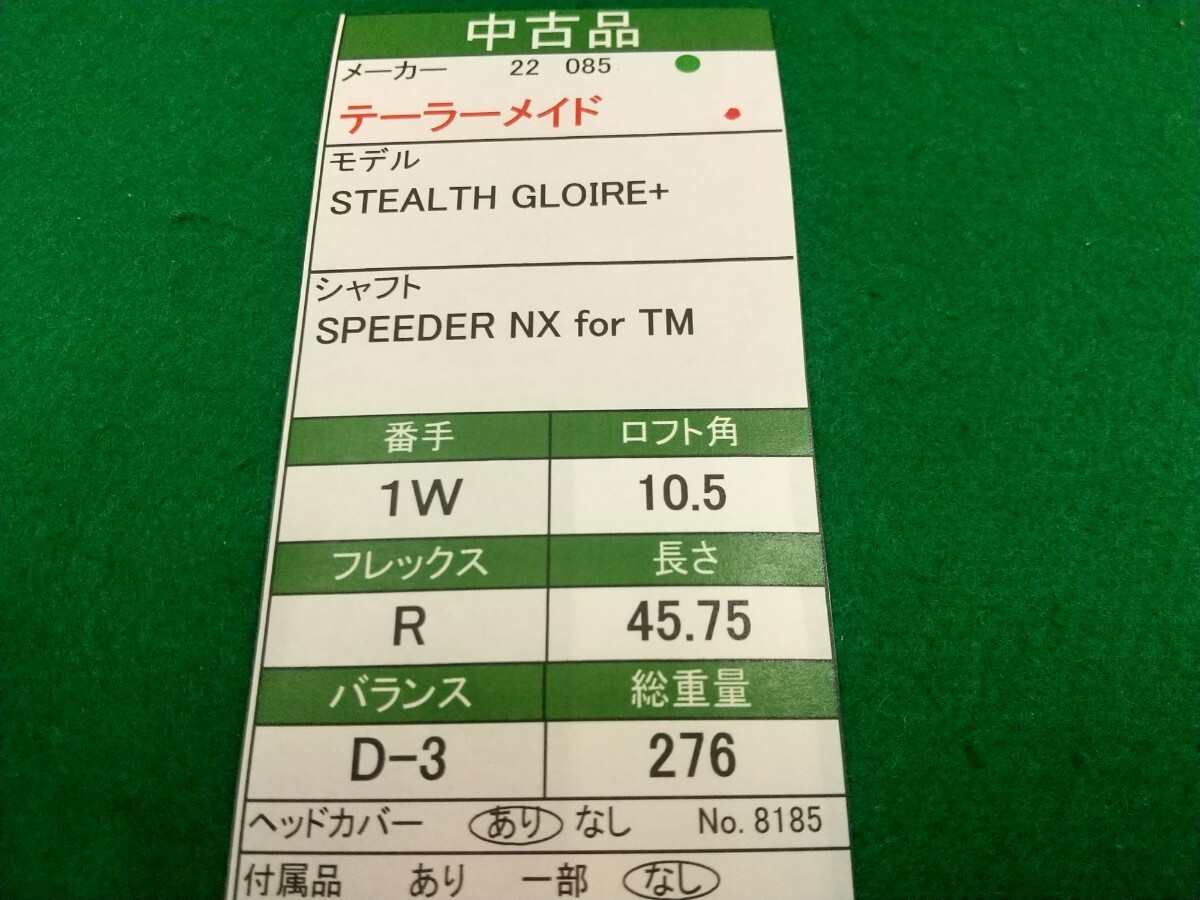 中古品
メーカー 22 085
テーラーメイド
モデル
STEALTH GLOIRE+
シャフト
SPEEDER NX for TM
番手 ロフト角
1W 10.5
フレックス 長さ
R 45.75
バランス 総重量
D-3 276
ヘッドカバー あり なし No. 8185
付属品 あり 一部 なし